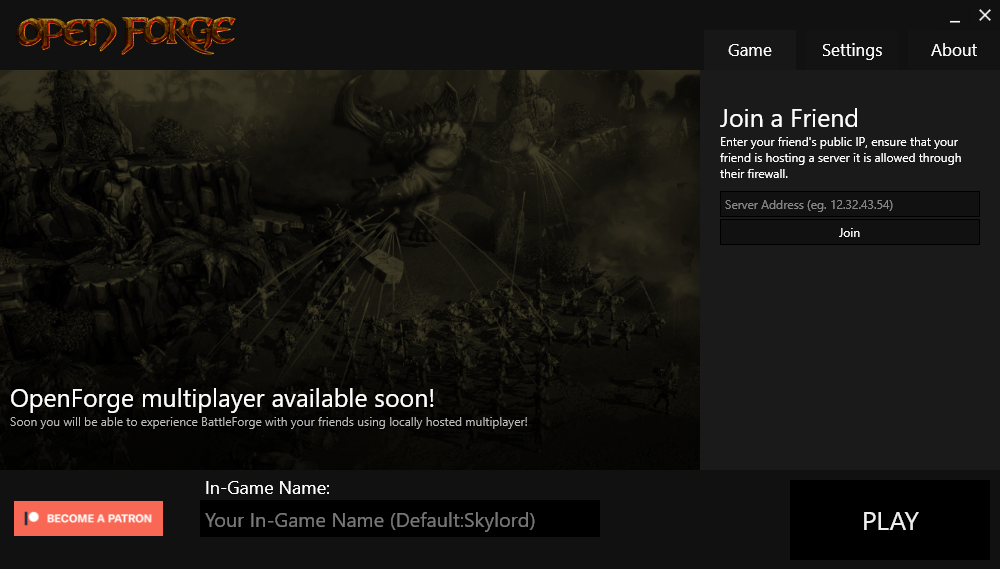 OPEN FORGE
Game
Settings
About
Join a Friend
Enter your friend's public IP, ensure that your
friend is hosting a server it is allowed through
their firewall.
Server Address (eg. 12.32.43.54)
Join
OpenForge multiplayer available soon!
Soon you will be able to experience BattleForge with your friends using locally hosted multiplayer!
In-Game Name:
BECOME A PATRON
Your In-Game Name (Default:Skylord)
PLAY